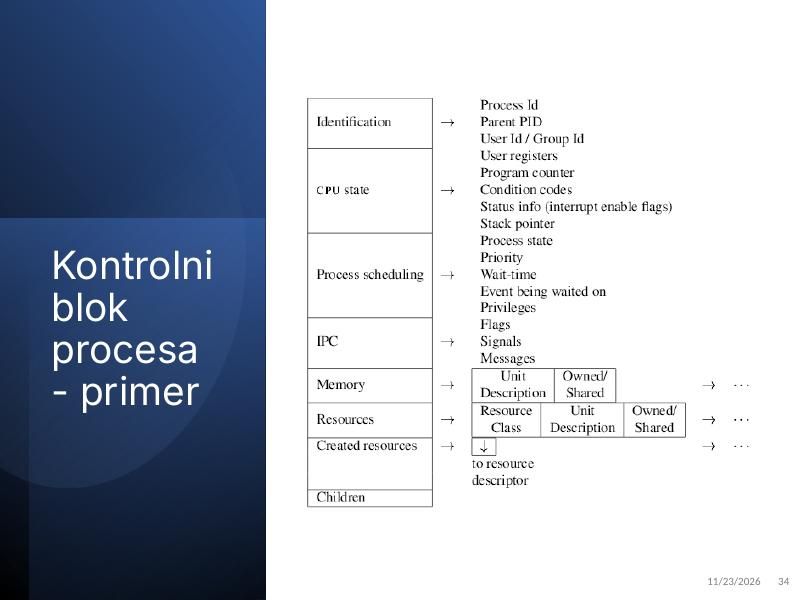 Kontrolni
blok
procesa
- primer
Identification → Process Id
Parent PID
User Id / Group Id
CPU state → User registers
Program counter
Condition codes
Status info (interrupt enable flags)
Stack pointer
Process scheduling → Process state
Priority
Wait-time
Event being waited on
Privileges
IPC → Flags
Signals
Messages
Memory → Unit Description Owned/ Shared → ...
Resources → Resource Class Unit Description Owned/ Shared → ...
Created resources → ↓ → ...
to resource
descriptor
Children
11/23/2026 34